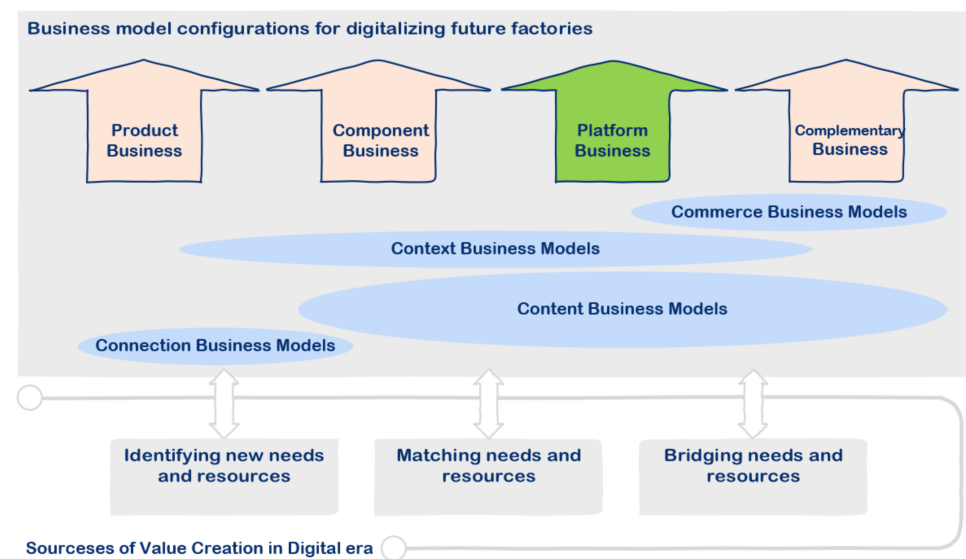 Business model configurations for digitalizing future factories
Product
Business
Component
Business
Platform
Business
Complementary
Business
Commerce Business Models
Context Business Models
Content Business Models
Connection Business Models
Identifying new needs
and resources
Matching needs and
resources
Bridging needs and
resources
Sourceses of Value Creation in Digital era